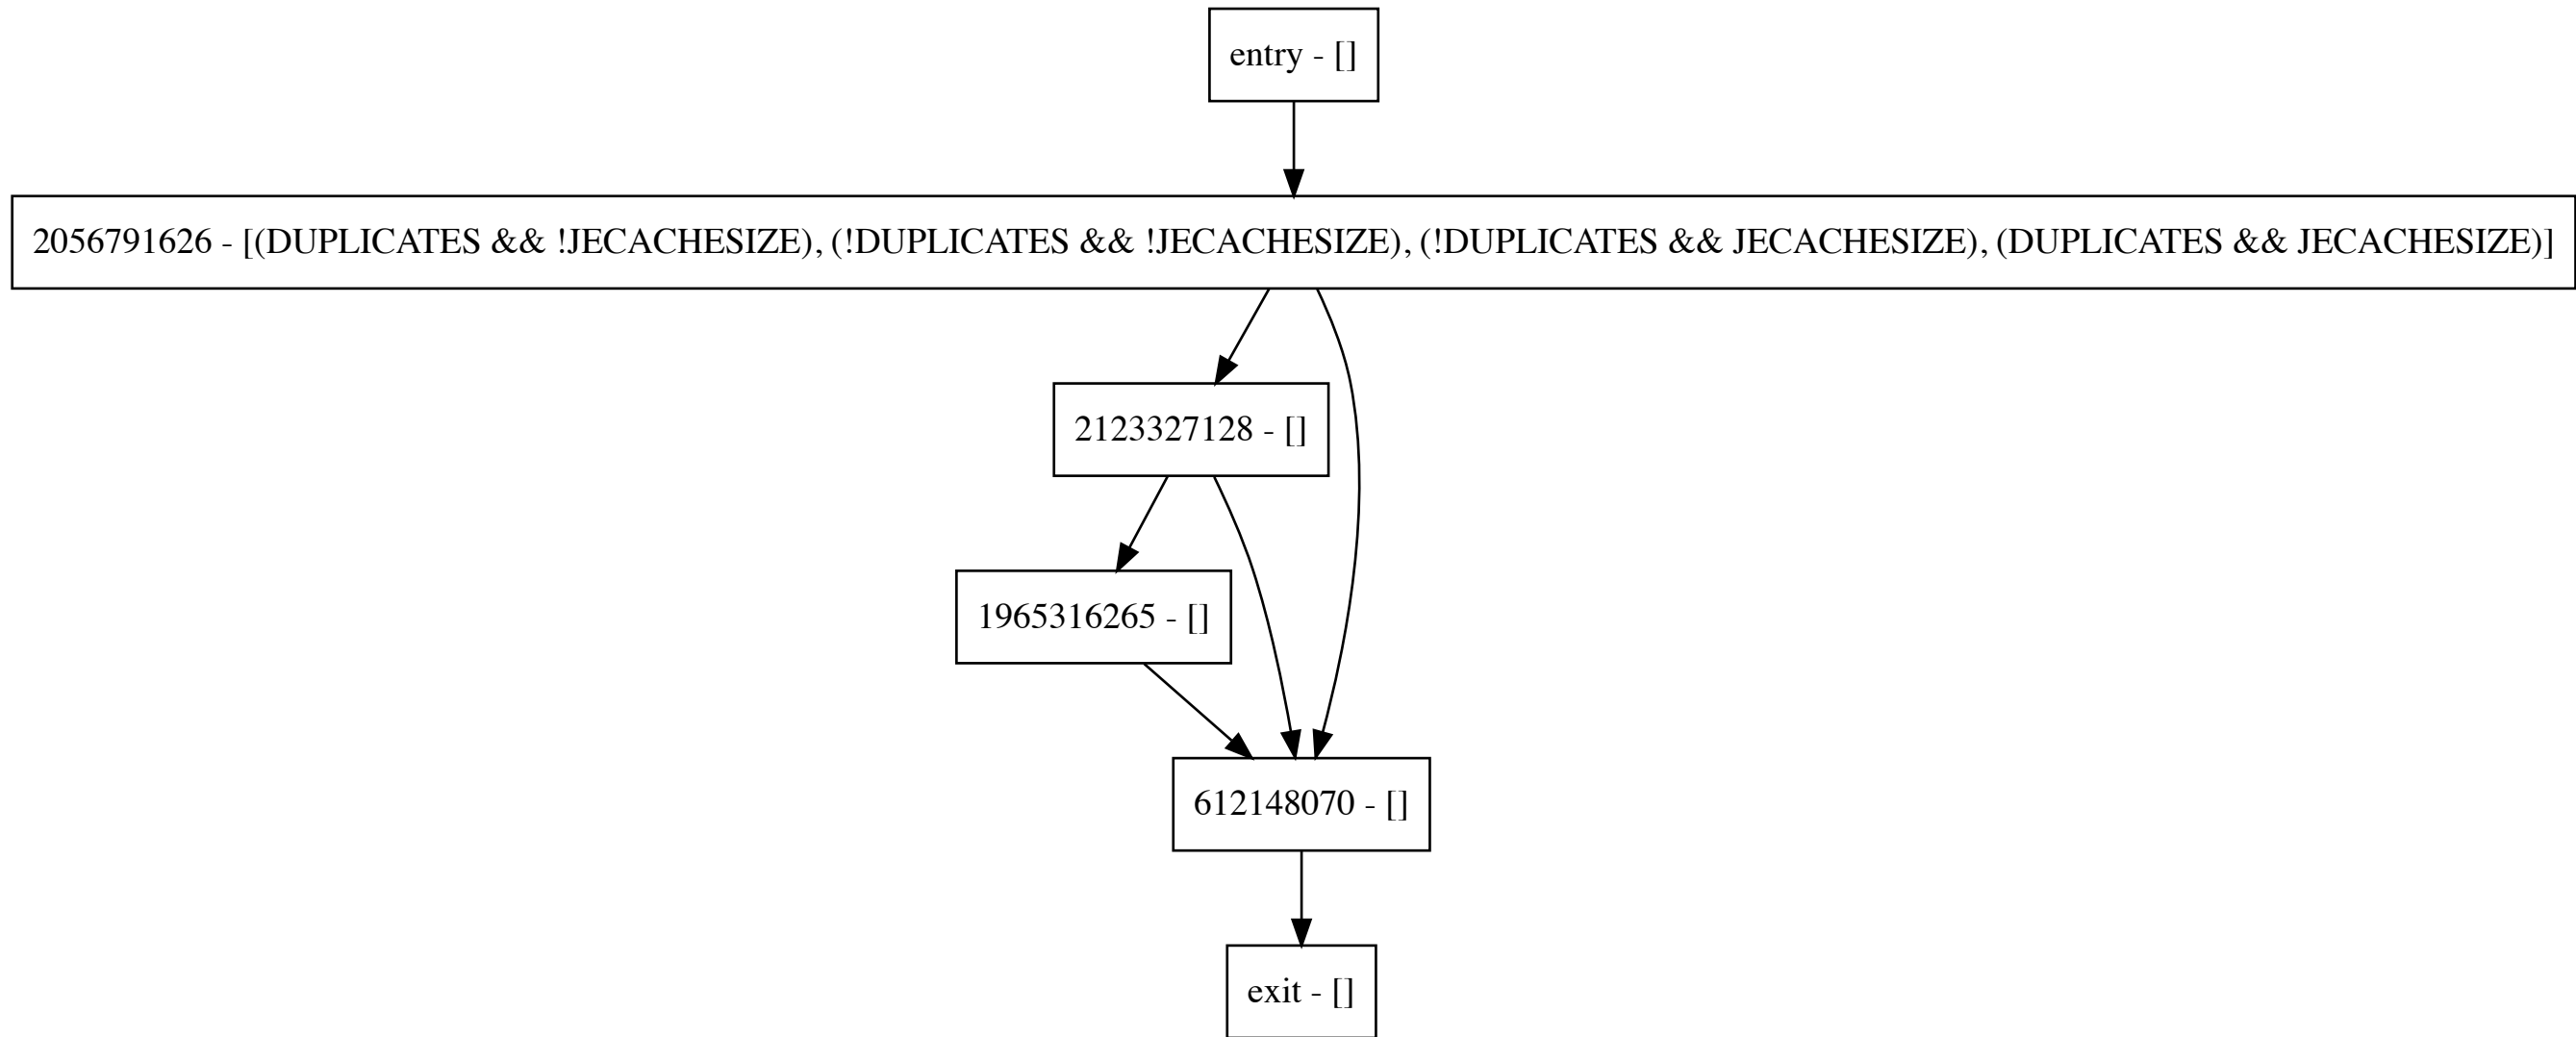 entry - []
2056791626 - [(DUPLICATES && !JECACHESIZE), (!DUPLICATES && !JECACHESIZE), (!DUPLICATES && JECACHESIZE), (DUPLICATES && JECACHESIZE)]
2123327128 - []
1965316265 - []
612148070 - []
exit - []